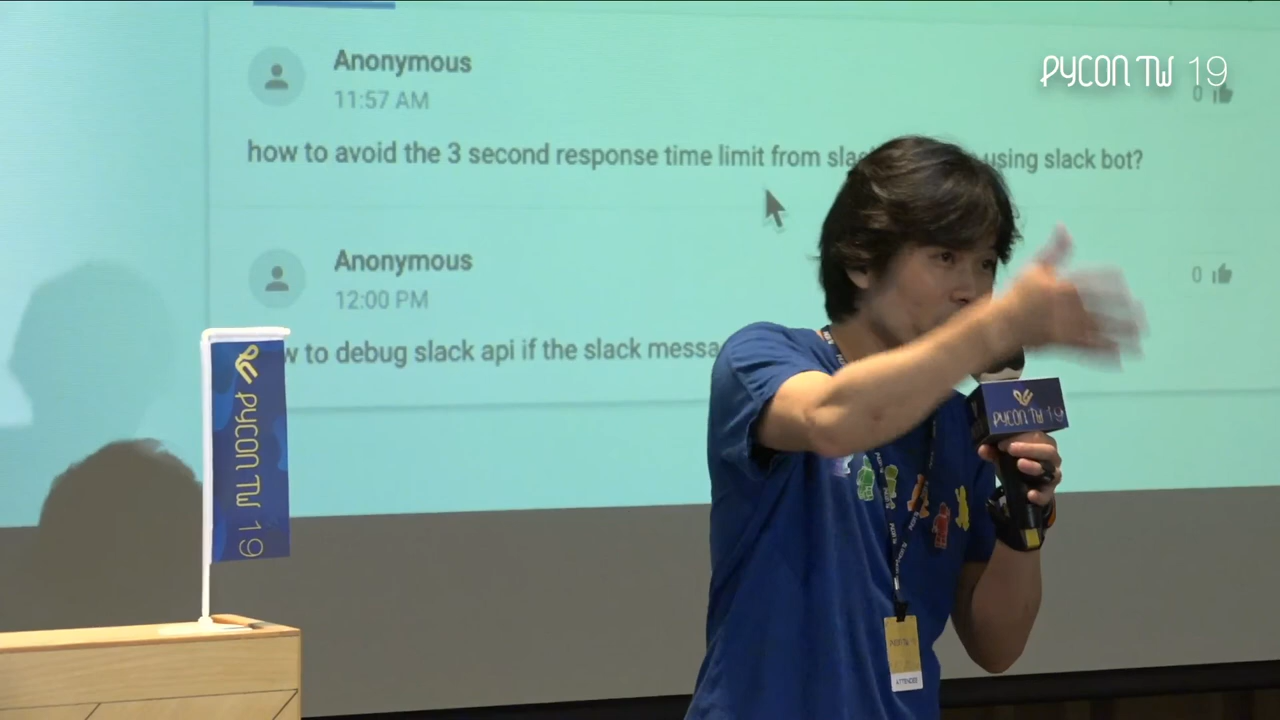 Anonymous
11:57 AM
0
how to avoid the 3 second response time limit from using slack bot?
Anonymous
12:00 PM
0
to debug slack api if the slack
PYCON TW 19
PYCON TW 19
PYCON TW 19
ATTENDEE